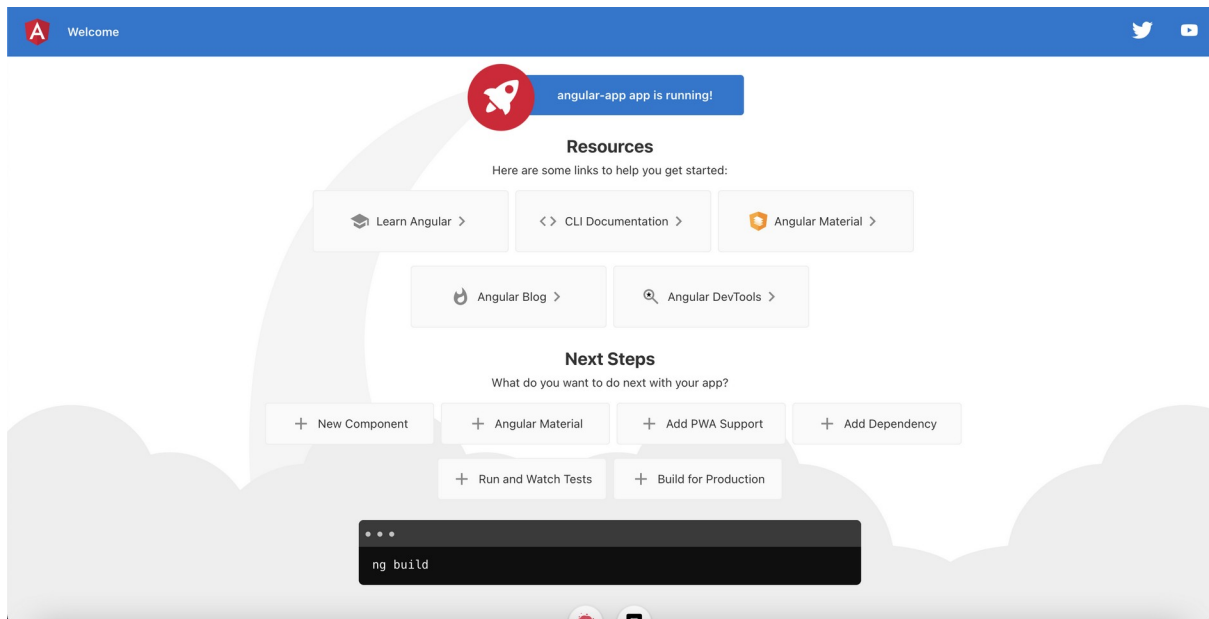 Welcome
angular-app app is running!
Resources
Here are some links to help you get started:
Learn Angular
CLI Documentation
Angular Material
Angular Blog
Angular DevTools
Next Steps
What do you want to do next with your app?
New Component
Angular Material
Add PWA Support
Add Dependency
Run and Watch Tests
Build for Production
ng build